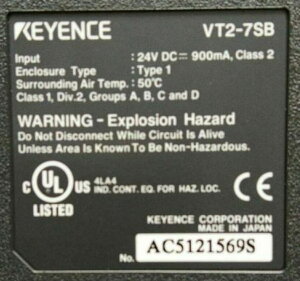 KEYENCE VT2-7SB
Input : 24V DC⎓ 900mA, Class 2
Enclosure Type : Type 1
Surrounding Air Temp. : 50℃
Class 1, Div.2, Groups A, B, C and D
WARNING - Explosion Hazard
Do Not Disconnect While Circuit Is Alive
Unless Area Is Known To Be Non-Hazardous.
C UL US LISTED
4LA4
IND. CONT. EQ. FOR HAZ. LOC.
CE
KEYENCE CORPORATION
MADE IN JAPAN
No. AC5121569S